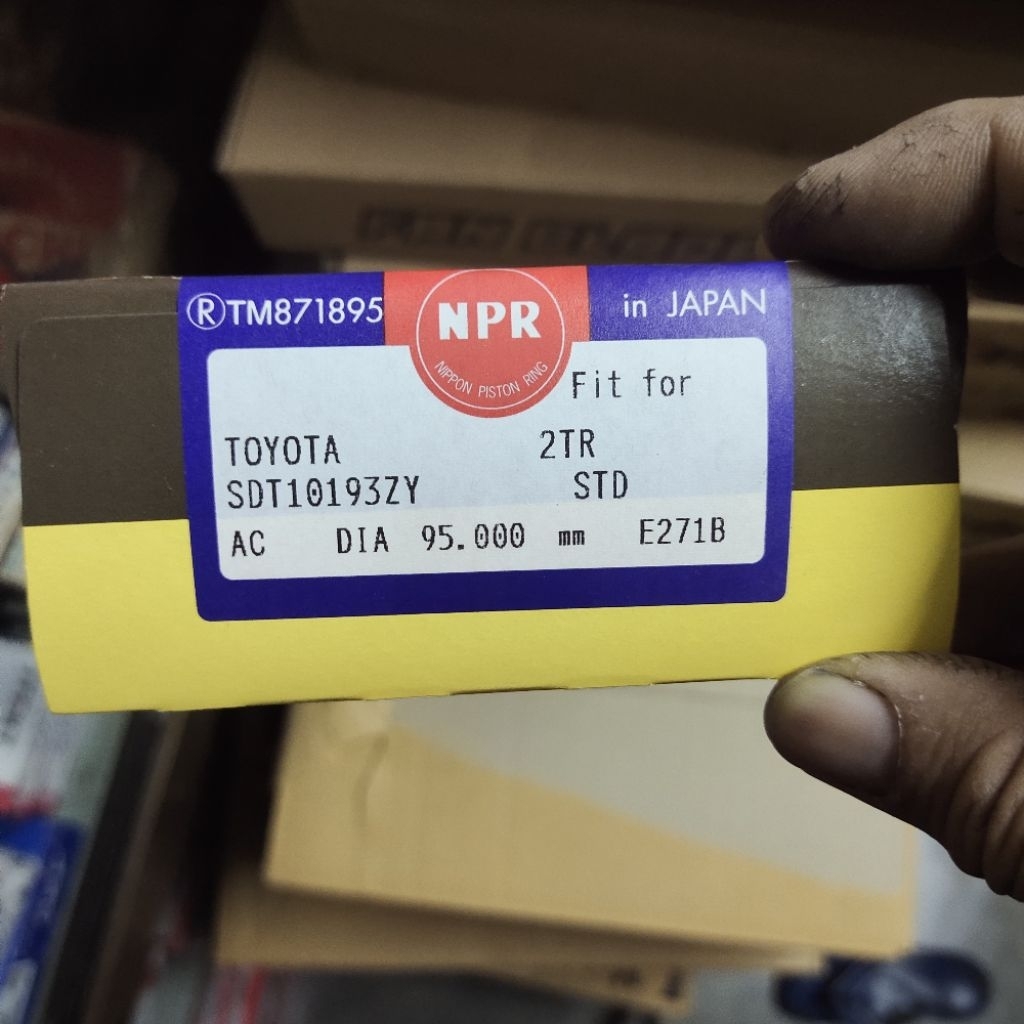 ®TM871895 NPR in JAPAN
NIPPON PISTON RING
Fit for
TOYOTA 2TR
SDT10193ZY STD
AC DIA 95.000 mm E271B